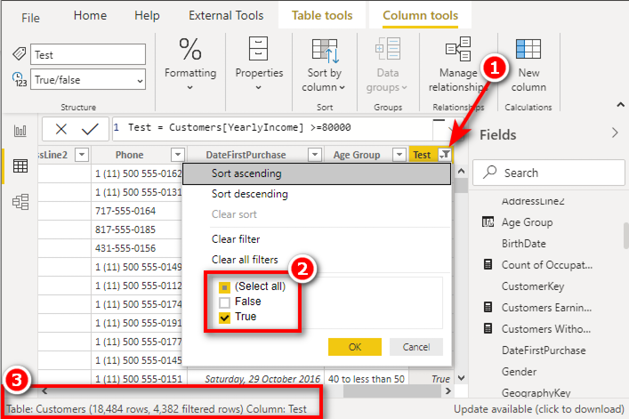 File
Home
Help
External Tools
Table tools
Column tools
Test
True/false
Structure
Formatting
Properties
Sort by
column
Sort
Data
groups
Groups
Manage
relationships
Relationships
New
column
Calculations
1
1 Test = Customers[YearlyIncome] >=80000
Fields
ssLine2
Phone
DateFirstPurchase
Age Group
Test
Search
1 (11) 500 555-0162
1 (11) 500 555-0131
717-555-0164
817-555-0185
431-555-0156
1 (11) 500 555-0149
1 (11) 500 555-0112
1 (11) 500 555-0174
1 (11) 500 555-0191
1 (11) 500 555-0177
1 (11) 500 555-0145
1 (11) 500 555-0151
Saturday, 29 October 2016
40 to less than 50
True
Sort ascending
Sort descending
Clear sort
Clear filter
Clear all filters
2
(Select all)
False
True
OK
Cancel
AddressLine2
Age Group
BirthDate
Count of Occupat...
CustomerKey
Customers Earnin...
Customers Witho...
DateFirstPurchase
Gender
GeographyKey
3
Table: Customers (18,484 rows, 4,382 filtered rows) Column: Test
Update available (click to download)